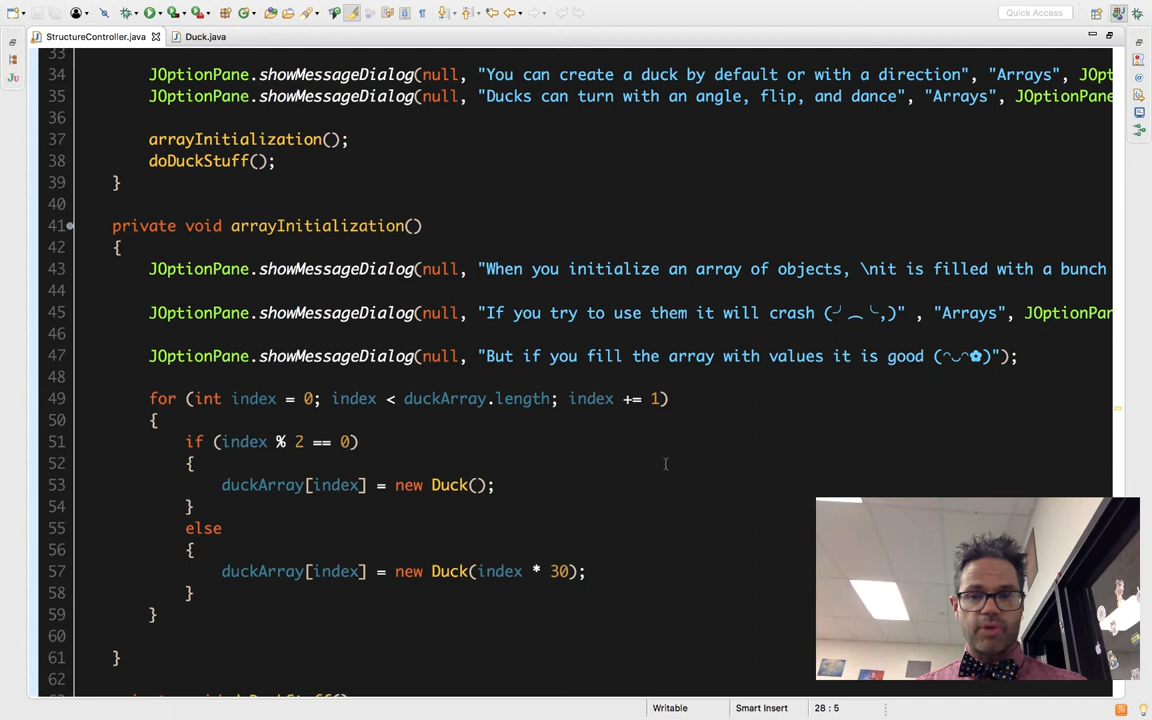 Quick Access
StructureController.java
Duck.java
33
34 JOptionPane.showMessageDialog(null, "You can create a duck by default or with a direction", "Arrays", JOpt
35 JOptionPane.showMessageDialog(null, "Ducks can turn with an angle, flip, and dance", "Arrays", JOptionPane
36
37 arrayInitialization();
38 doDuckStuff();
39 }
40
41 private void arrayInitialization()
42 {
43 JOptionPane.showMessageDialog(null, "When you initialize an array of objects, \nit is filled with a bunch
44
45 JOptionPane.showMessageDialog(null, "If you try to use them it will crash (╯︵╰,)" , "Arrays", JOptionPar
46
47 JOptionPane.showMessageDialog(null, "But if you fill the array with values it is good (◠‿◠✿)");
48
49 for (int index = 0; index < duckArray.length; index += 1)
50 {
51 if (index % 2 == 0)
52 {
53 duckArray[index] = new Duck();
54 }
55 else
56 {
57 duckArray[index] = new Duck(index * 30);
58 }
59 }
60
61 }
62
Writable
Smart Insert
28 : 5